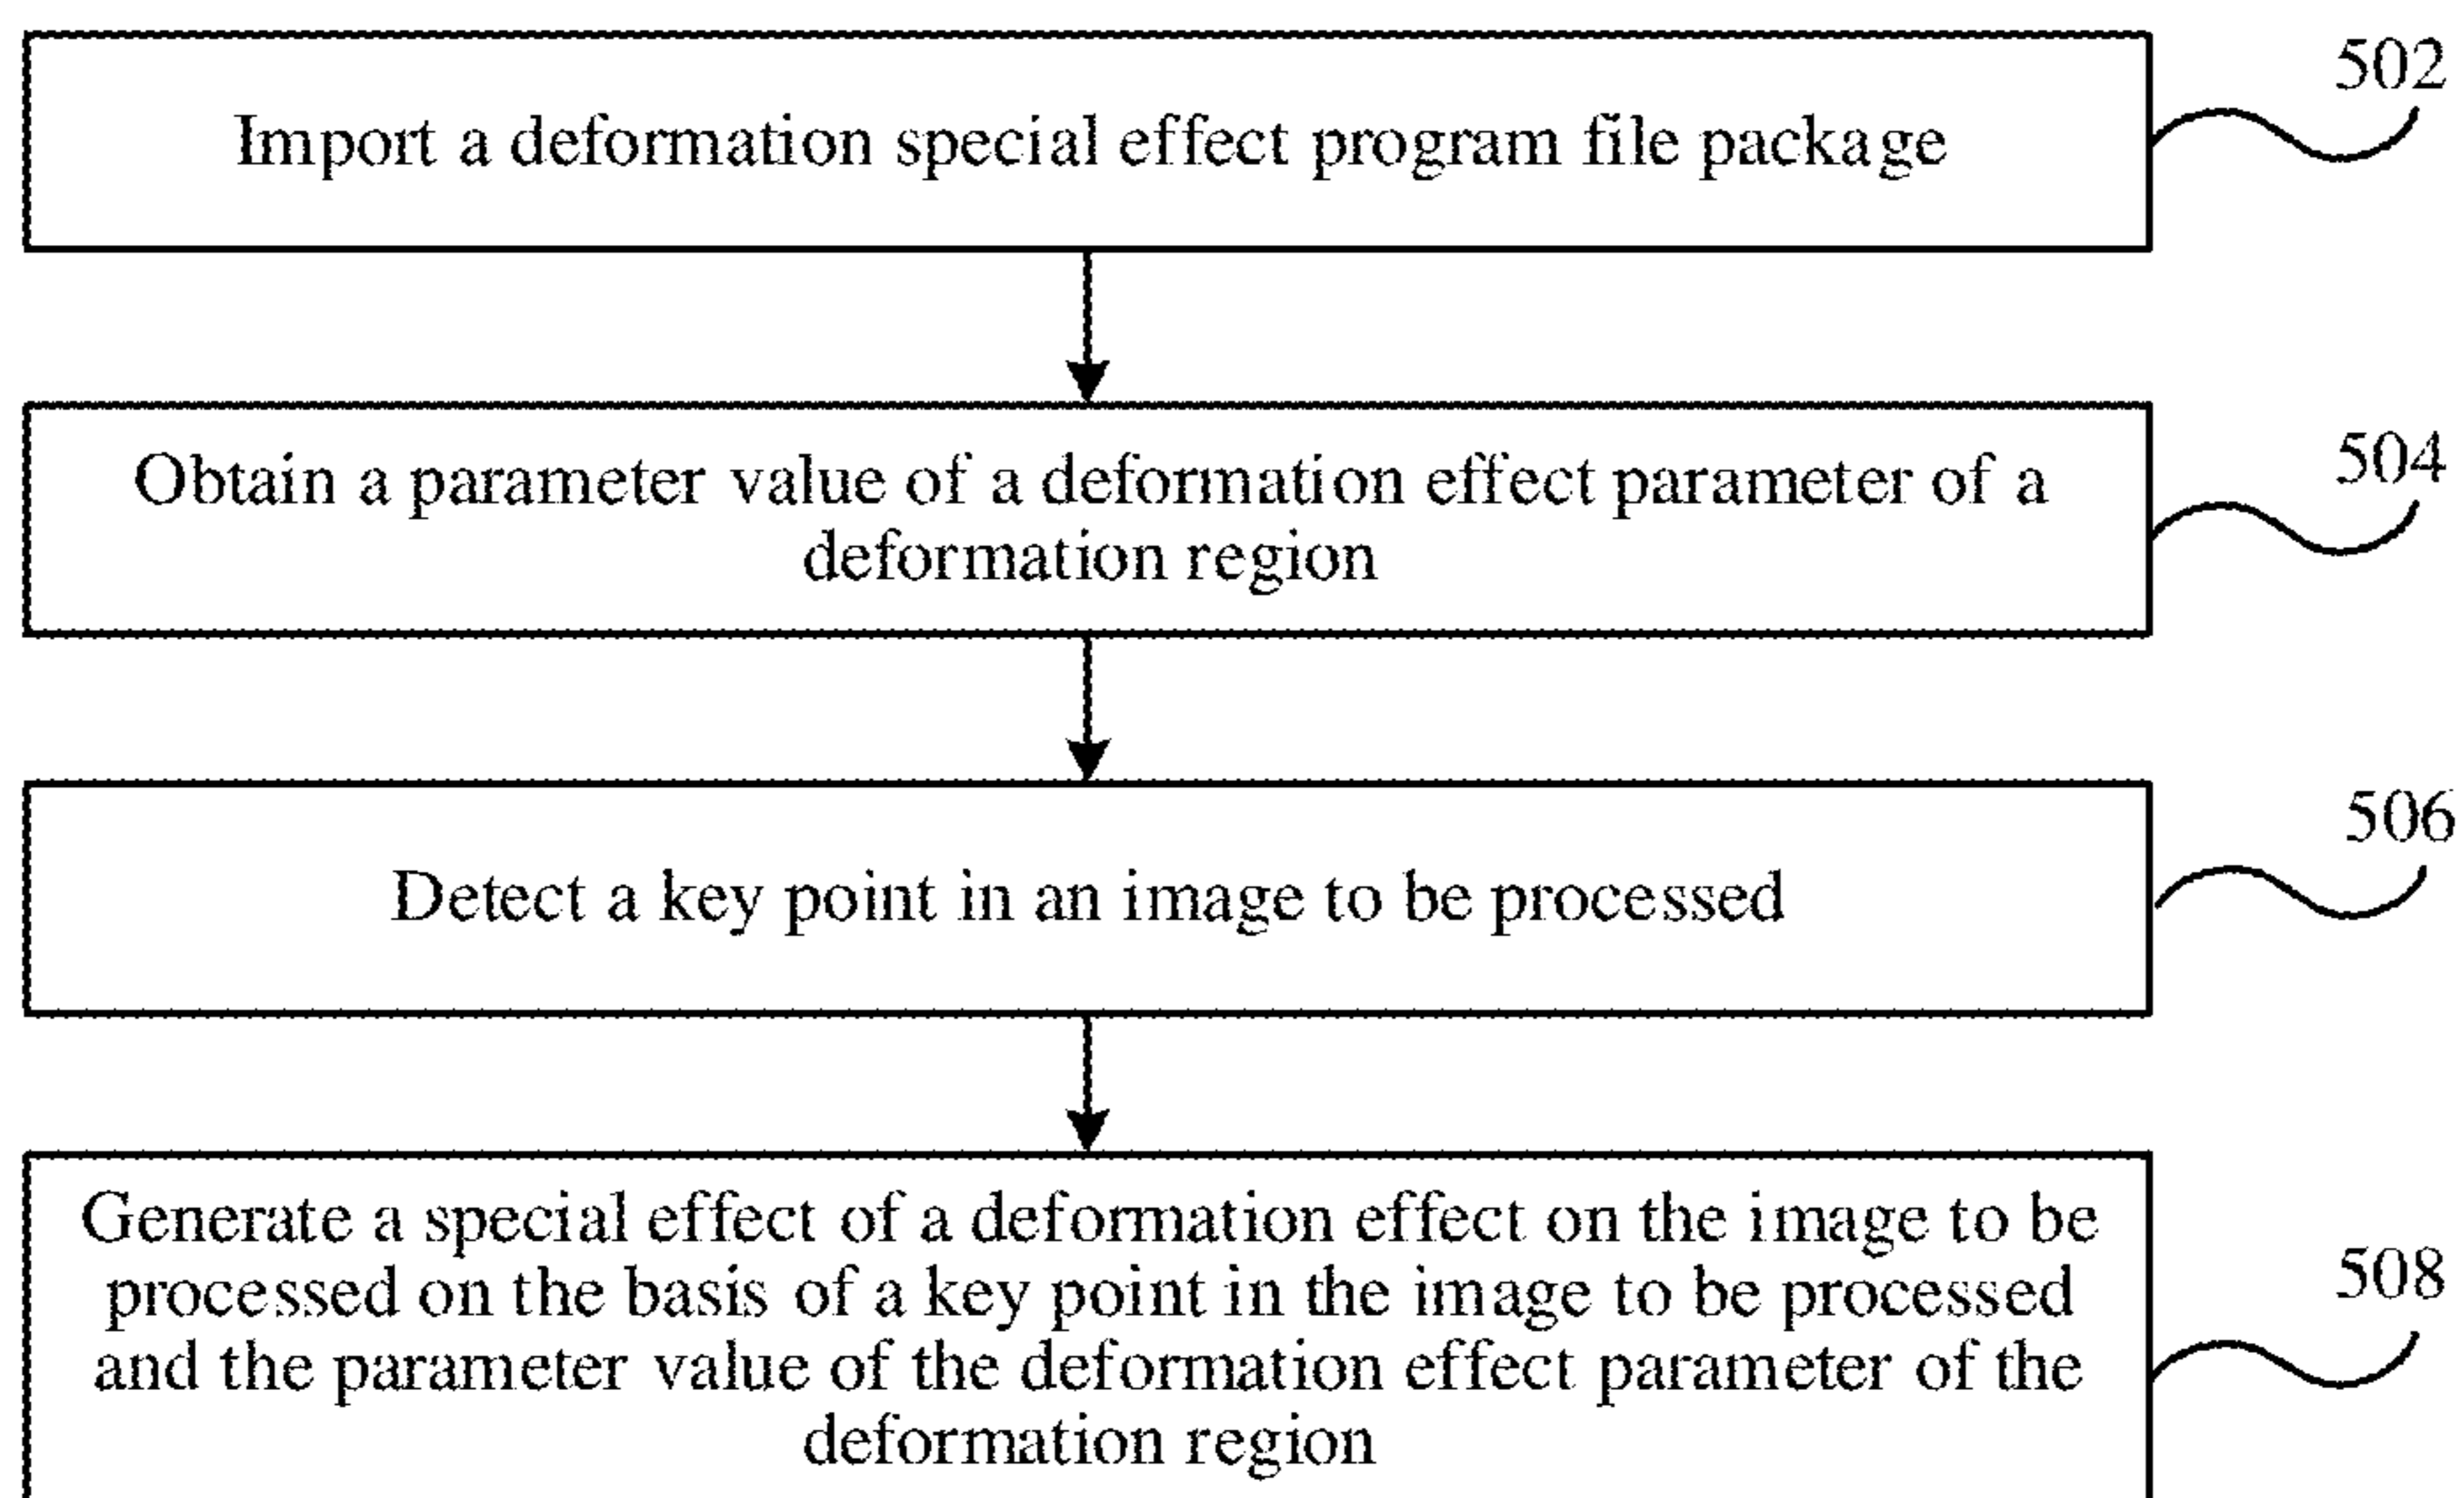 502
Import a deformation special effect program file package
504
Obtain a parameter value of a deformation effect parameter of a
deformation region
506
Detect a key point in an image to be processed
Generate a special effect of a deformation effect on the image to be
processed on the basis of a key point in the image to be processed
508
and the parameter value of the deformation effect parameter of the
deformation region